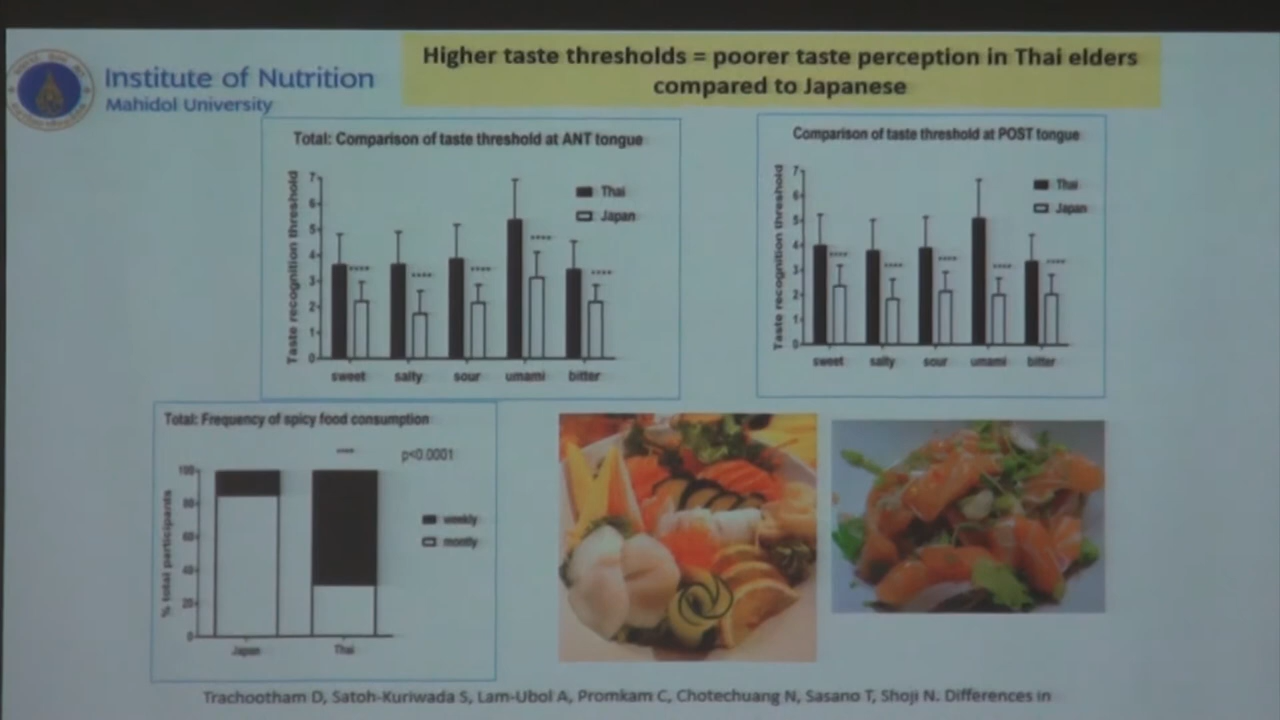 Institute of Nutrition
Mahidol University
Higher taste thresholds = poorer taste perception in Thai elders
compared to Japanese
Total: Comparison of taste threshold at ANT tongue
Taste recognition threshold
7
6
5
4
3
2
1
0
Thai
Japan
****
****
****
****
****
sweet
salty
sour
umami
bitter
Comparison of taste threshold at POST tongue
Taste recognition threshold
7
6
5
4
3
2
1
0
Thai
Japan
****
****
****
****
****
sweet
salty
sour
umami
bitter
Total: Frequency of spicy food consumption
****
p<0.0001
% total participants
100
80
60
40
20
0
weekly
montly
Japan
Thai
Trachootham D, Satoh-Kuriwada S, Lam-Ubol A, Promkam C, Chotechuang N, Sasano T, Shoji N. Differences in